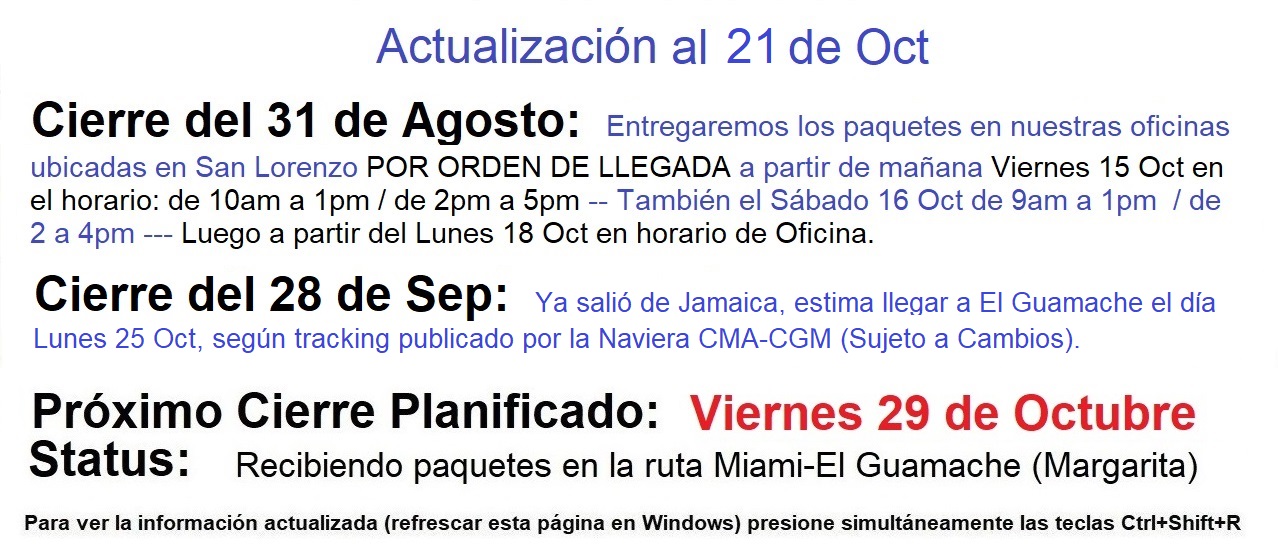 Actualización al 21 de Oct
Cierre del 31 de Agosto: Entregaremos los paquetes en nuestras oficinas
ubicadas en San Lorenzo POR ORDEN DE LLEGADA a partir de mañana Viernes 15 Oct en
el horario: de 10am a 1pm / de 2pm a 5pm -- También el Sábado 16 Oct de 9am a 1pm / de
2 a 4pm --- Luego a partir del Lunes 18 Oct en horario de Oficina.
Cierre del 28 de Sep: Ya salió de Jamaica, estima llegar a El Guamache el día
Lunes 25 Oct, según tracking publicado por la Naviera CMA-CGM (Sujeto a Cambios).
Próximo Cierre Planificado: Viernes 29 de Octubre
Status: Recibiendo paquetes en la ruta Miami-El Guamache (Margarita)
Para ver la información actualizada (refrescar esta página en Windows) presione simultáneamente las teclas Ctrl+Shift+R